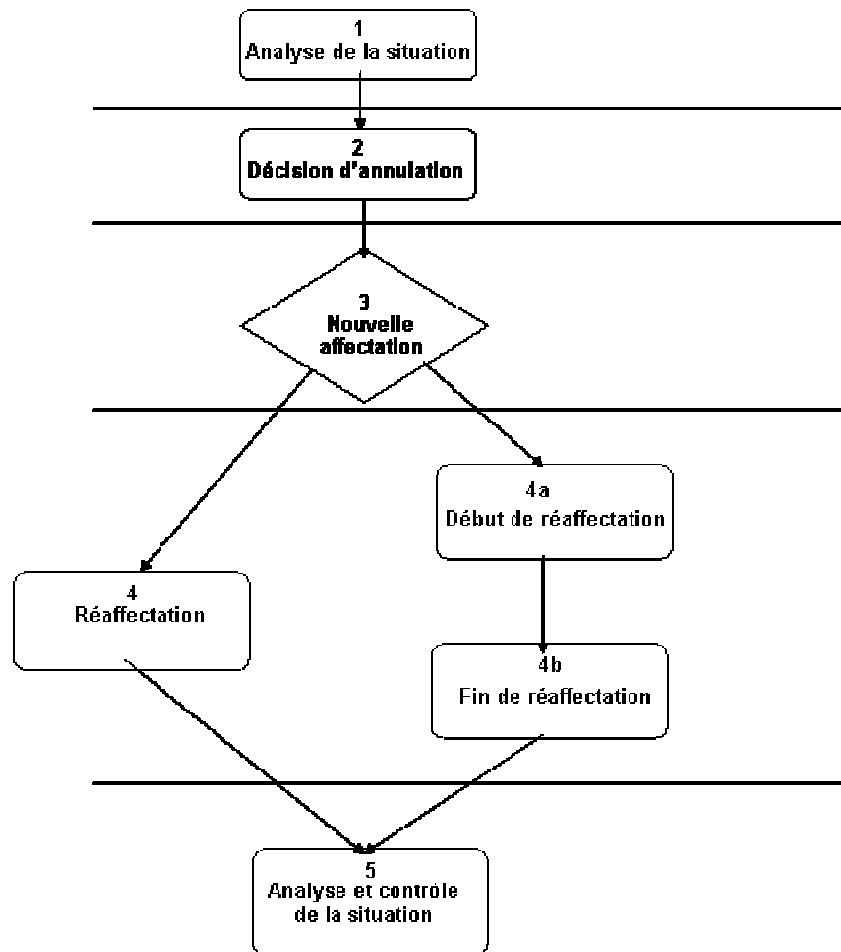 1
Analyse de la situation
2
Décision d'annulation
3
Nouvelle
affectation
4a
Début de réaffectation
4
Réaffectation
4b
Fin de réaffectation
5
Analyse et contrôle
de la situation